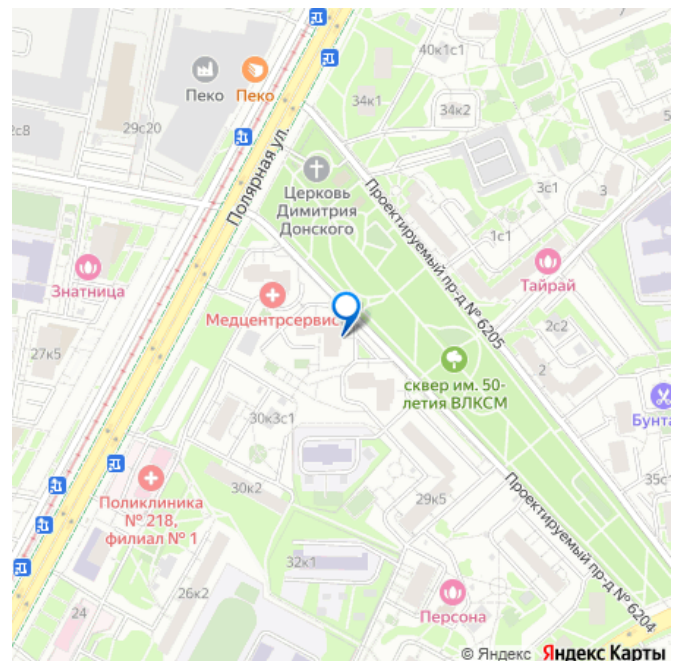 40к1с1
Пеко
Пеко
34к1
34к2
2с8
29с20
Полярная ул.
Церковь
Димитрия
Донского
Проектируемый пр-д № 6205
3с1
3
1с1
Тайрай
Знатница
Медцентрсервис
2с2
27к5
2
сквер им. 50-
летия ВЛКСМ
Бунта
30к3с1
Поликлиника
№ 218,
филиал № 1
30к2
29к5
35с1
Проектируемый пр-д № 6204
32к1
26к2
24
Персона
© Яндекс Яндекс Карты